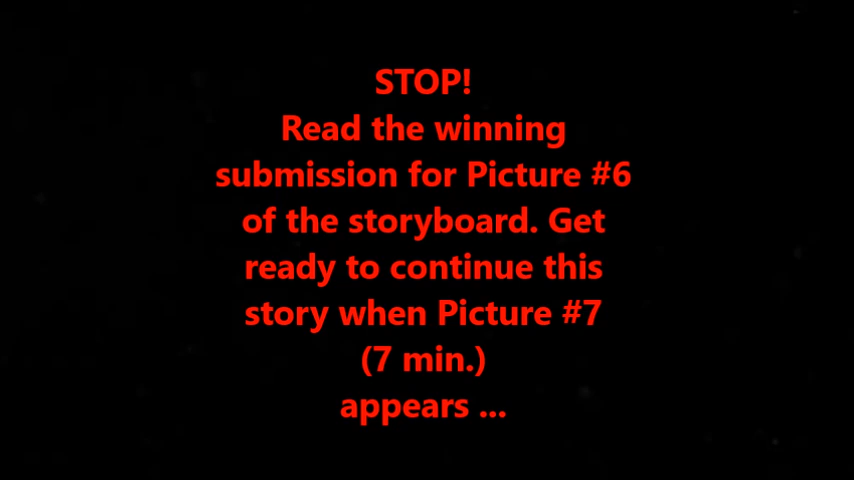 STOP!
Read the winning
submission for Picture #6
of the storyboard. Get
ready to continue this
story when Picture #7
(7 min.)
appears ...